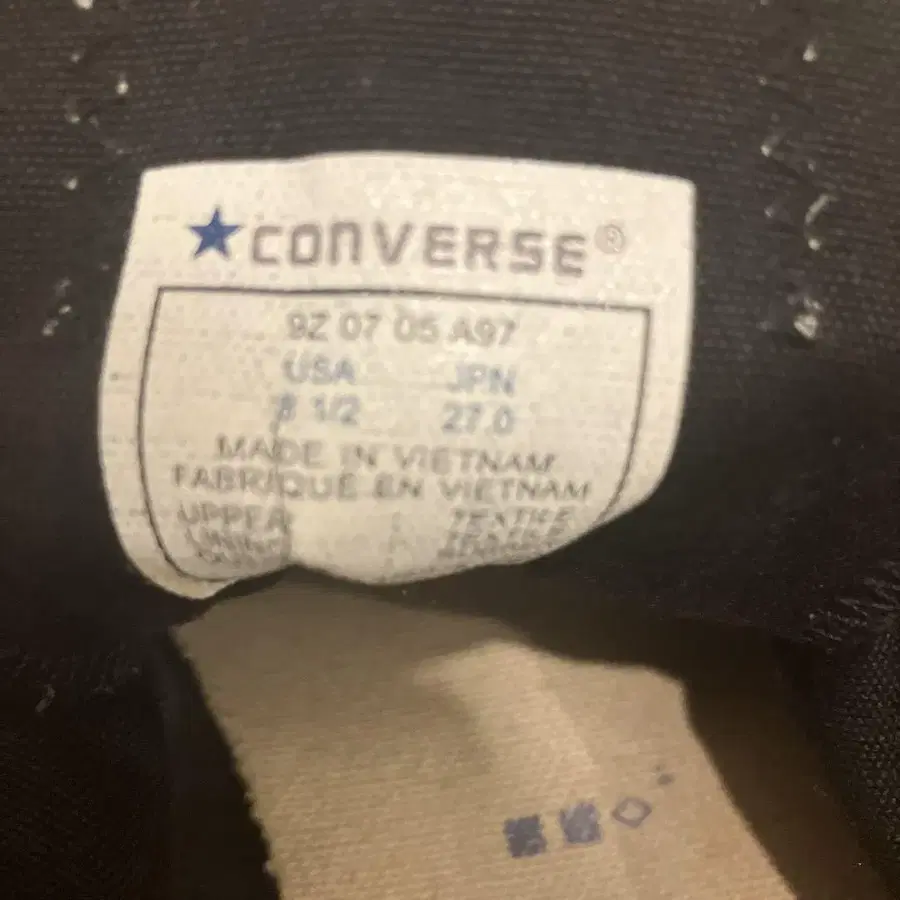 ★CONVERSE®
9Z 07 05 A97
USA JPN
8 1/2 27.0
MADE IN VIETNAM
FABRIQUÉ EN VIETNAM
UPPER TEXTILE
TEXTILE